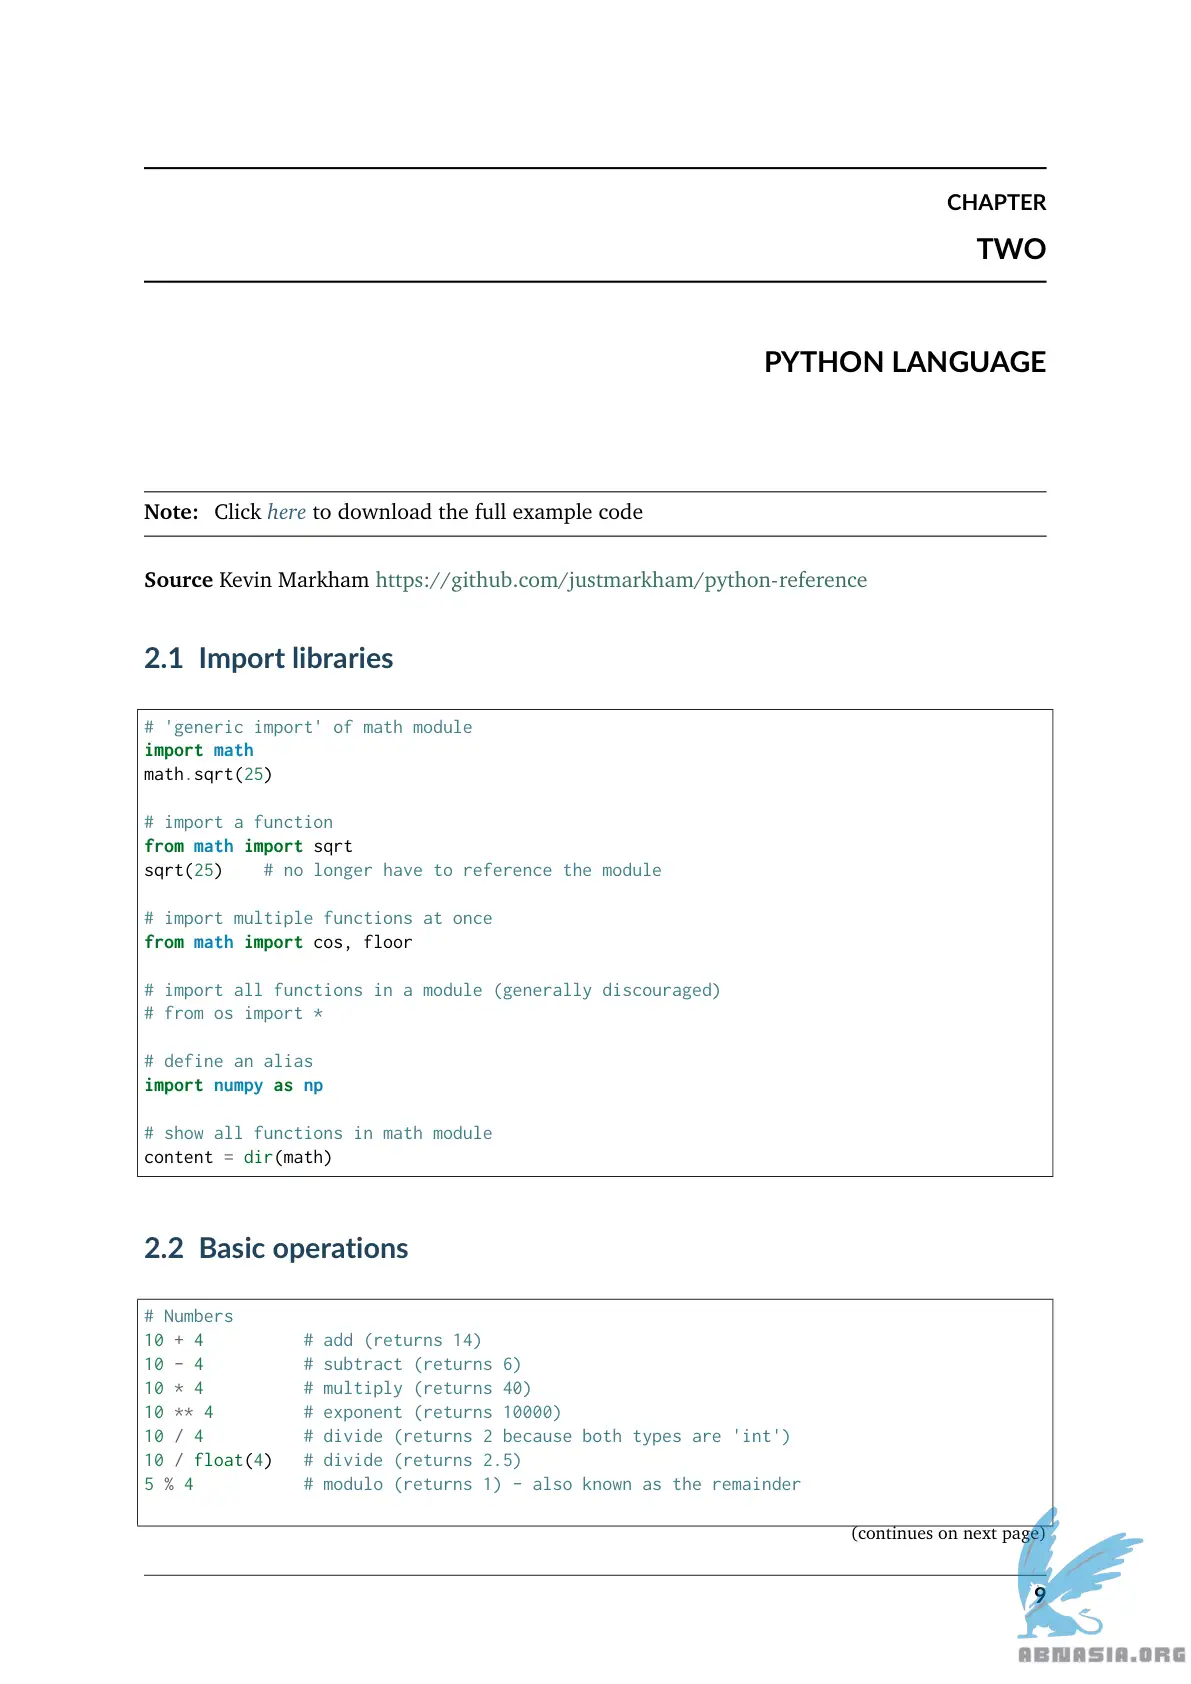 CHAPTER
TWO
PYTHON LANGUAGE
Note: Click here to download the full example code
Source Kevin Markham https://github.com/justmarkham/python-reference
2.1 Import libraries
# 'generic import' of math module
import math
math.sqrt(25)
# import a function
from math import sqrt
sqrt(25)    # no longer have to reference the module
# import multiple functions at once
from math import cos, floor
# import all functions in a module (generally discouraged)
# from os import *
# define an alias
import numpy as np
# show all functions in math module
content = dir(math)
2.2 Basic operations
# Numbers
10 + 4          # add (returns 14)
10 - 4          # subtract (returns 6)
10 * 4          # multiply (returns 40)
10 ** 4         # exponent (returns 10000)
10 / 4          # divide (returns 2 because both types are 'int')
10 / float(4)   # divide (returns 2.5)
5 % 4           # modulo (returns 1) - also known as the remainder
(continues on next page)
9
ABNASIA.ORG